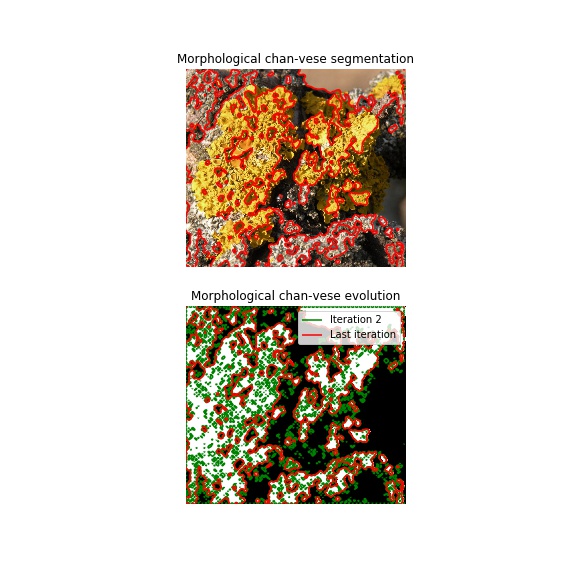 Morphological chan-vese segmentation
Morphological chan-vese evolution
Iteration 2
Last iteration